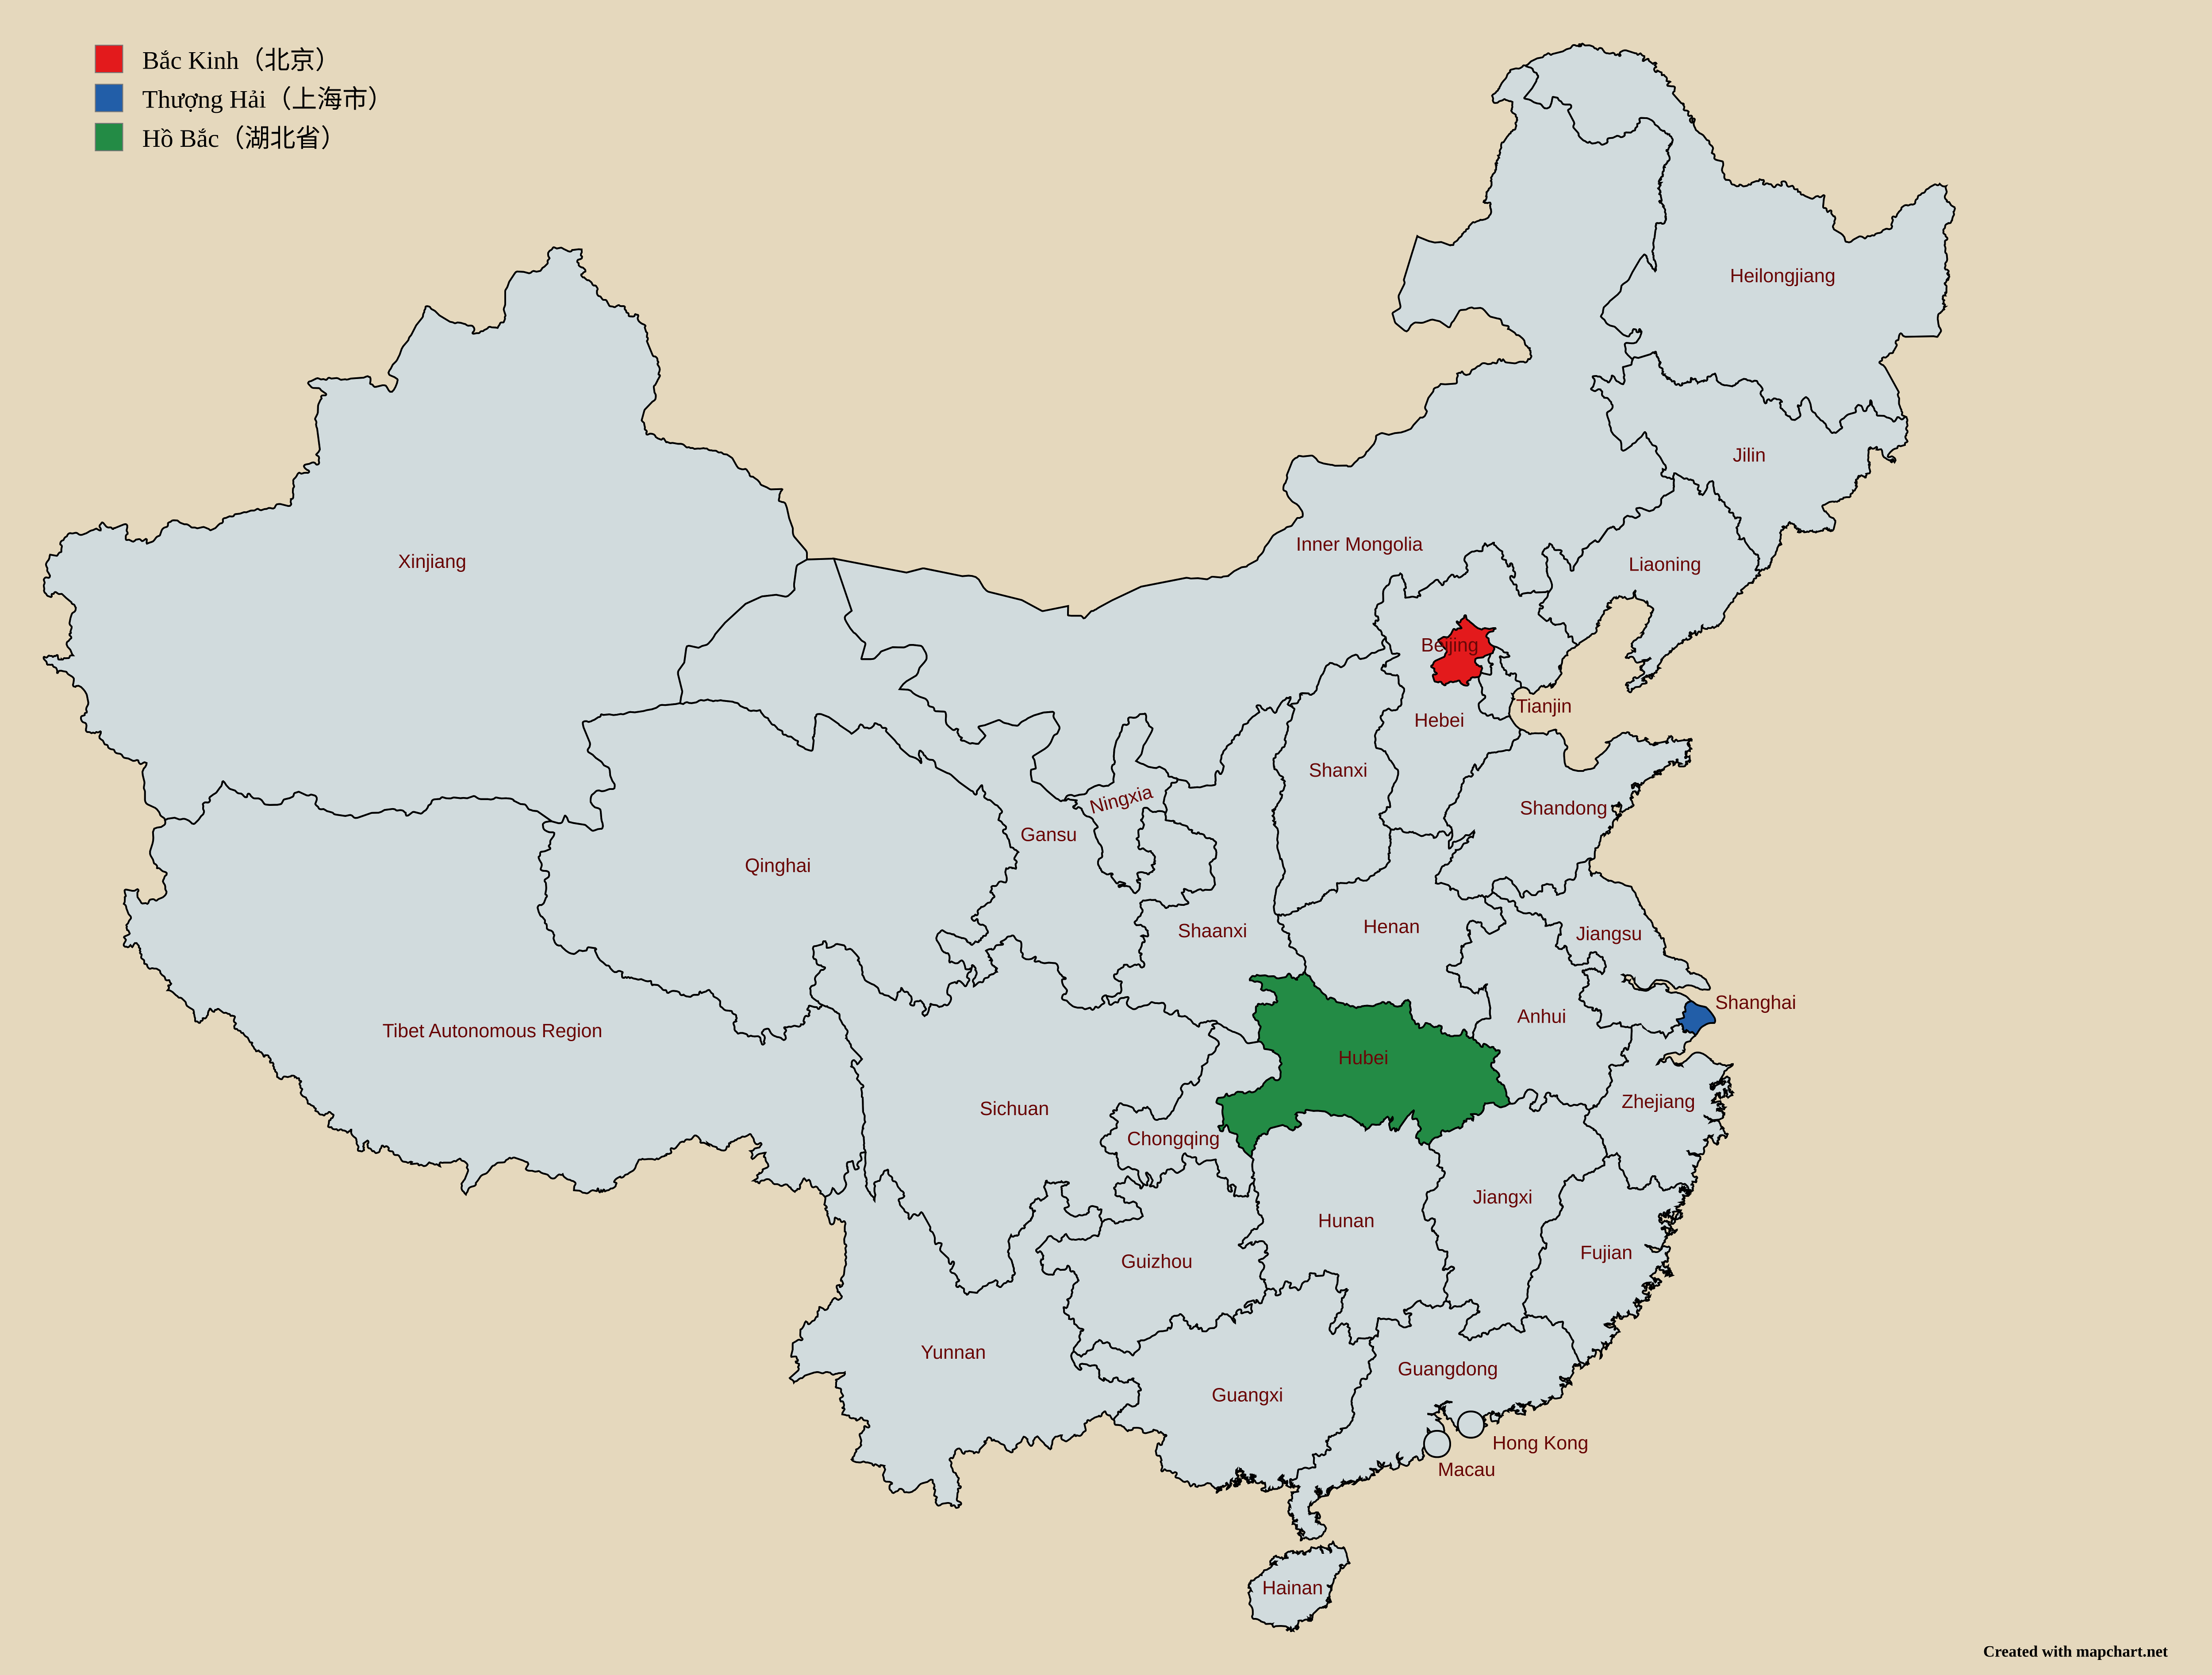 Bắc Kinh（北京）
Thượng Hải（上海市）
Hồ Bắc（湖北省）
Heilongjiang
Jilin
Inner Mongolia
Xinjiang
Liaoning
Beijing
Tianjin
Hebei
Shanxi
Ningxia
Shandong
Gansu
Qinghai
Shaanxi
Henan
Jiangsu
Shanghai
Anhui
Tibet Autonomous Region
Hubei
Zhejiang
Sichuan
Chongqing
Jiangxi
Hunan
Fujian
Guizhou
Yunnan
Guangdong
Guangxi
Hong Kong
Macau
Hainan
Created with mapchart.net